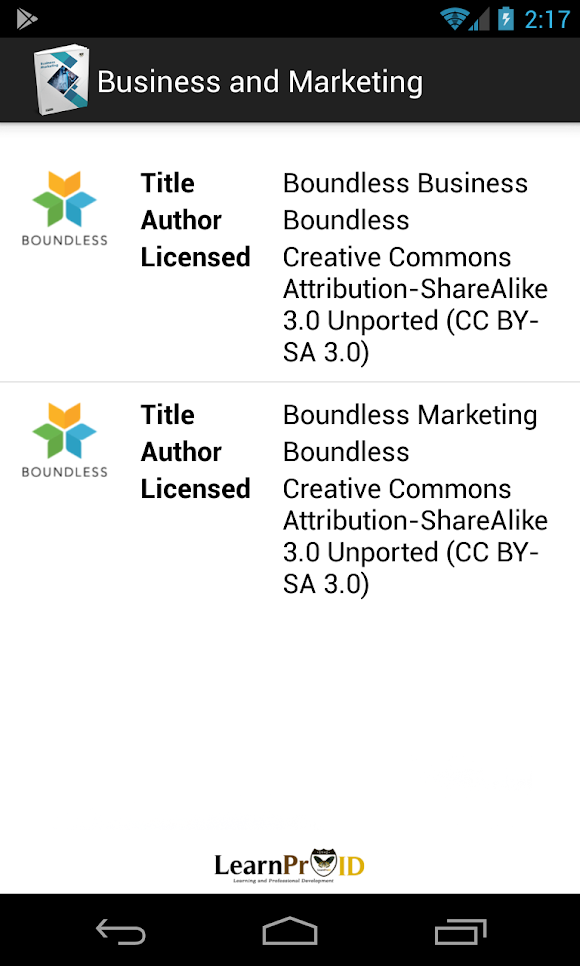 2:17
Business and Marketing
BOUNDLESS
Title Boundless Business
Author Boundless
Licensed Creative Commons
Attribution-ShareAlike
3.0 Unported (CC BY-
SA 3.0)
BOUNDLESS
Title Boundless Marketing
Author Boundless
Licensed Creative Commons
Attribution-ShareAlike
3.0 Unported (CC BY-
SA 3.0)
LearnPr ID
Learning and Professional Development